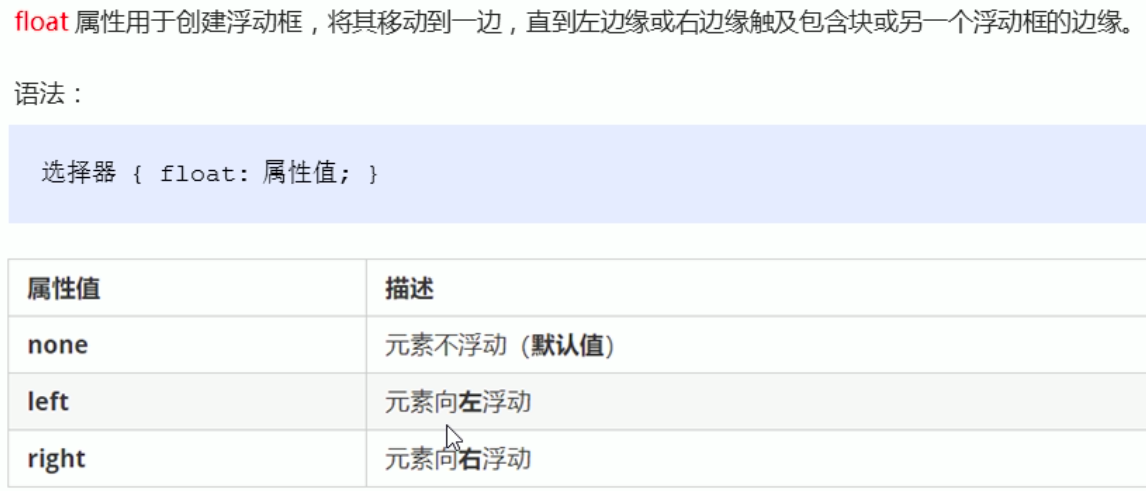 float 属性用于创建浮动框，将其移动到一边，直到左边缘或右边缘触及包含块或另一个浮动框的边缘。
语法：
选择器 { float: 属性值; }
属性值 描述
none 元素不浮动（默认值）
left 元素向左浮动
right 元素向右浮动